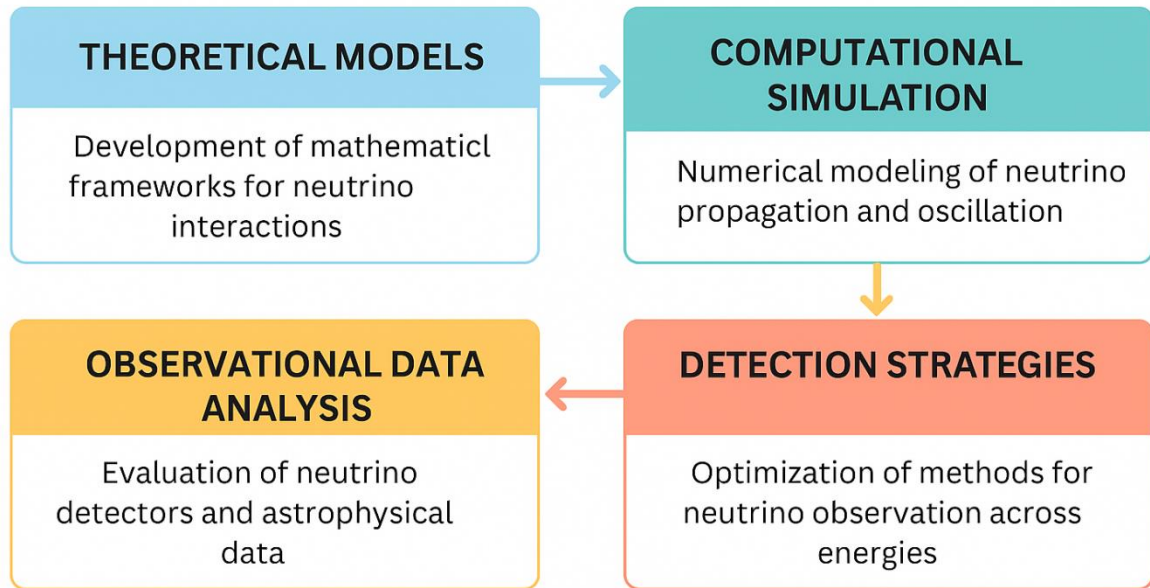 THEORETICAL MODELS
Development of mathematicl
frameworks for neutrino
interactions
COMPUTATIONAL
SIMULATION
Numerical modeling of neutrino
propagation and oscillation
DETECTION STRATEGIES
Optimization of methods for
neutrino observation across
energies
OBSERVATIONAL DATA
ANALYSIS
Evaluation of neutrino
detectors and astrophysical
data